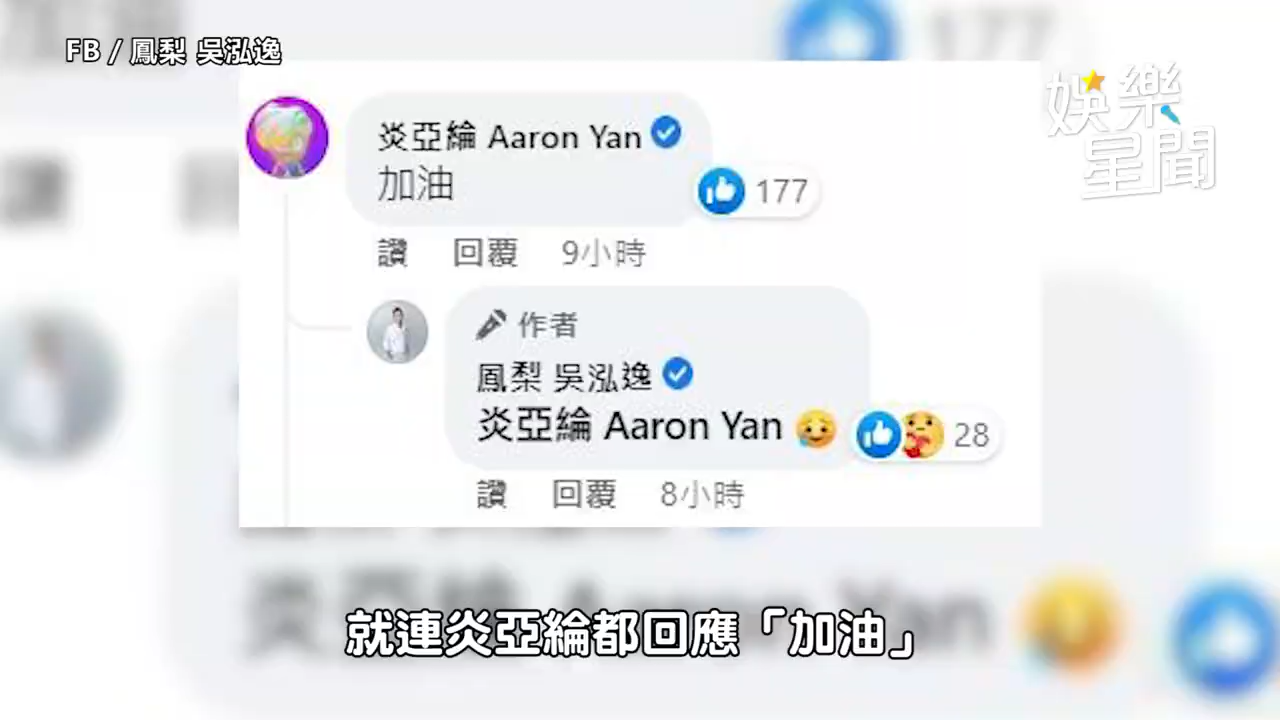 FB / 鳳梨 吳泓逸
娛樂
星聞
炎亞綸 Aaron Yan
加油
177
讚 回覆 9小時
作者
鳳梨 吳泓逸
炎亞綸 Aaron Yan 🥲
28
讚 回覆 8小時
就連炎亞綸都回應「加油」